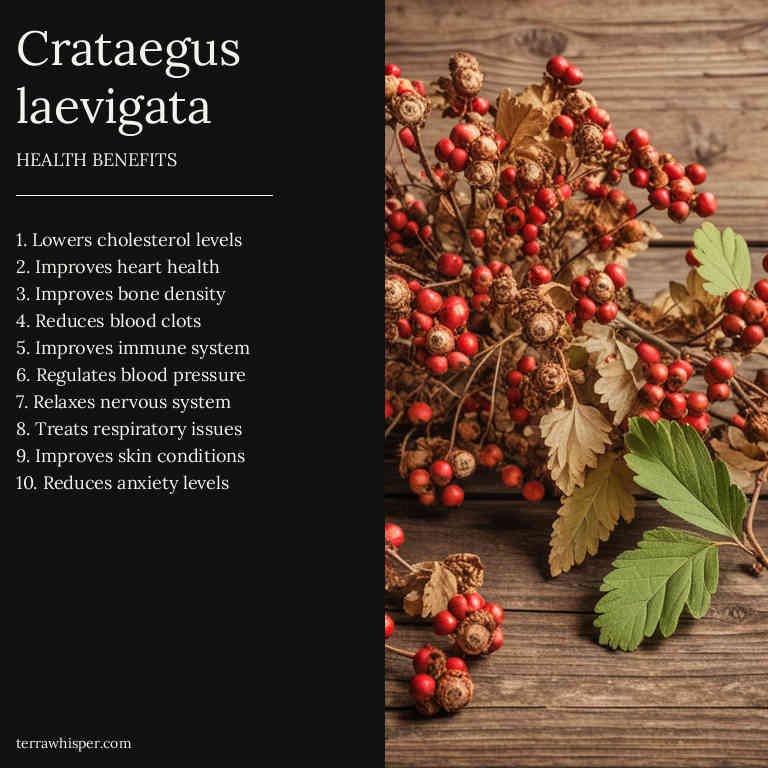 Crataegus
laevigata
HEALTH BENEFITS
1. Lowers cholesterol levels
2. Improves heart health
3. Improves bone density
4. Reduces blood clots
5. Improves immune system
6. Regulates blood pressure
7. Relaxes nervous system
8. Treats respiratory issues
9. Improves skin conditions
10. Reduces anxiety levels
terrawhisper.com